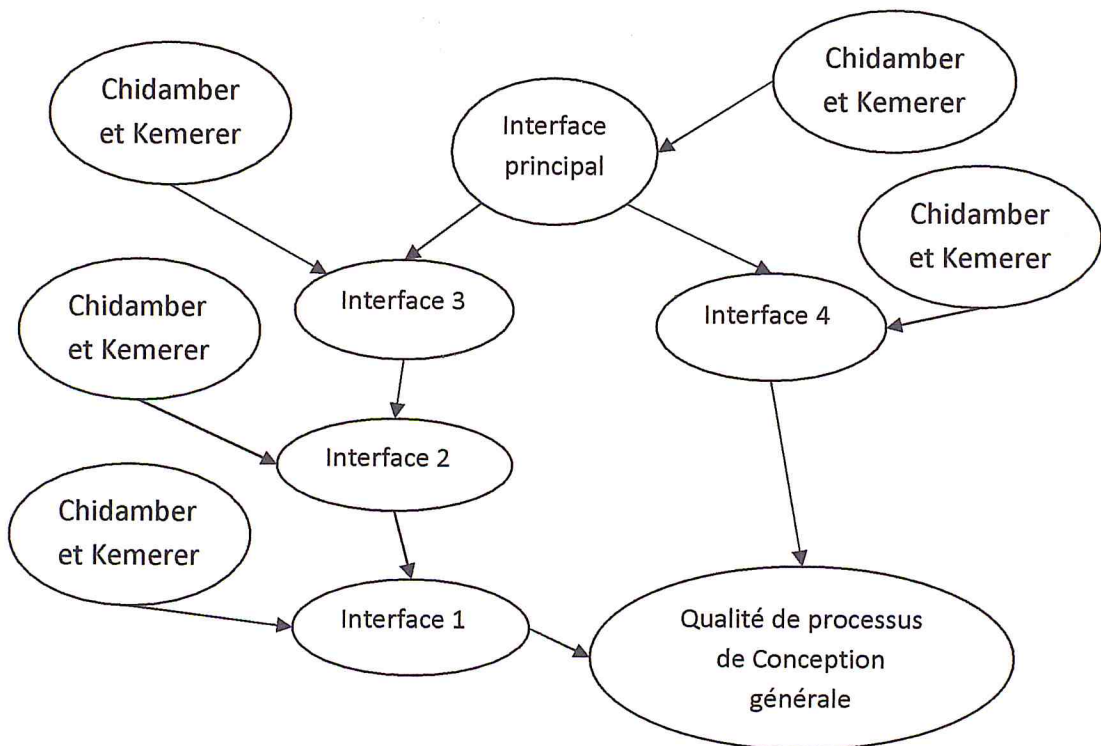 Chidamber
et Kemerer
Interface
principal
Chidamber
et Kemerer
Chidamber
et Kemerer
Interface 3
Interface 4
Chidamber
et Kemerer
Interface 2
Chidamber
et Kemerer
Interface 1
Qualité de processus
de Conception
générale